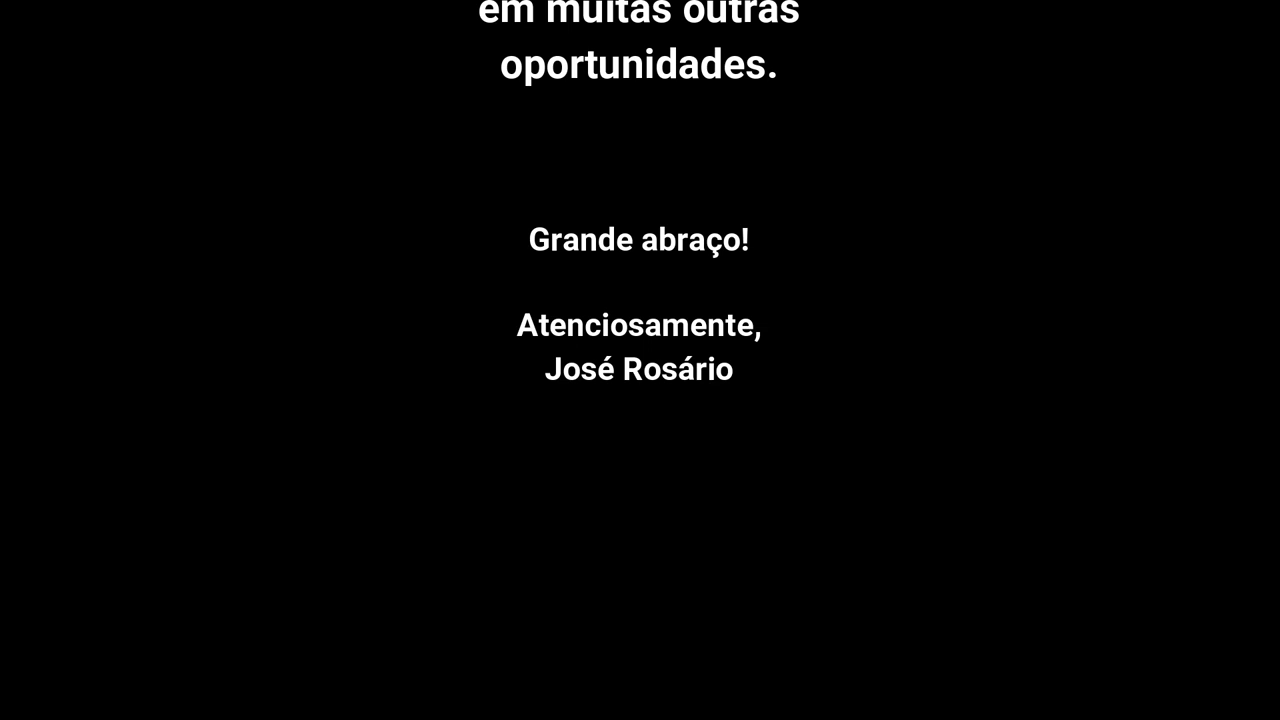 em muitas outras
oportunidades.
Grande abraço!
Atenciosamente,
José Rosário